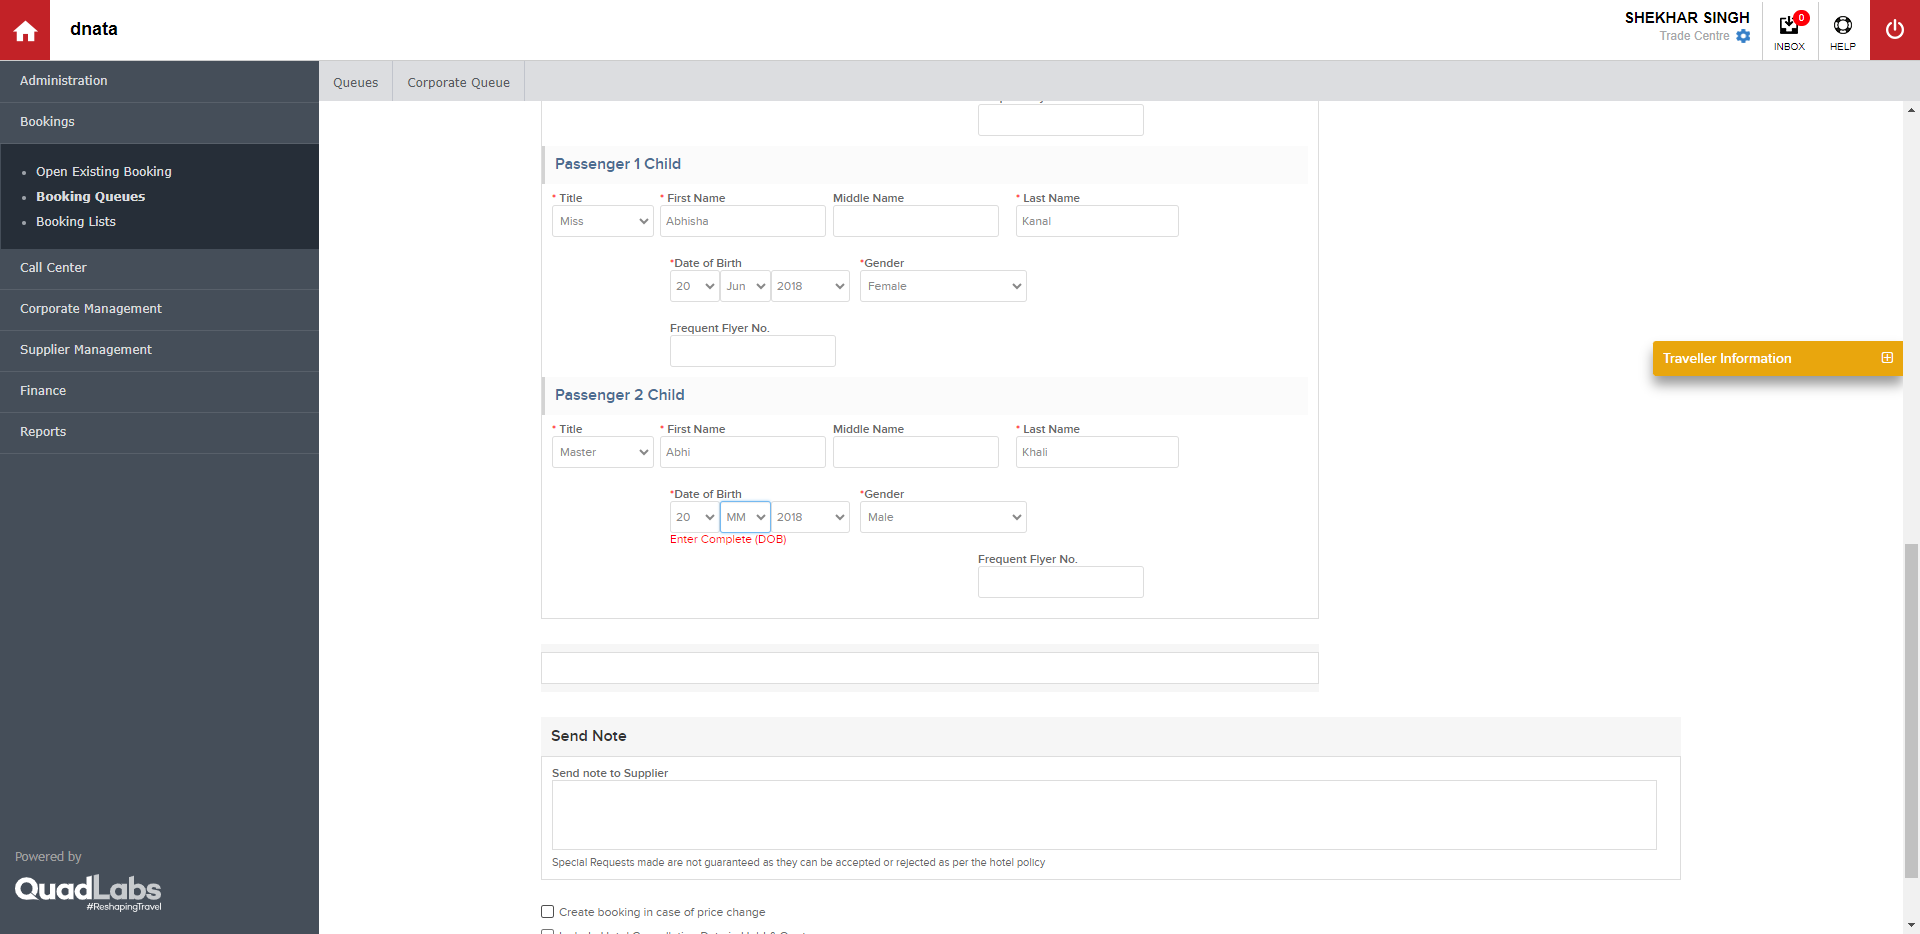 dnata
SHEKHAR SINGH
Trade Centre
0
INBOX
HELP
Administration
Bookings
Open Existing Booking
Booking Queues
Booking Lists
Call Center
Corporate Management
Supplier Management
Finance
Reports
Powered by
QuadLabs
#ReshapingTravel
Queues
Corporate Queue
Passenger 1 Child
* Title
* First Name
Middle Name
* Last Name
Miss
Abhisha
Kanal
*Date of Birth
*Gender
20
Jun
2018
Female
Frequent Flyer No.
Passenger 2 Child
* Title
* First Name
Middle Name
* Last Name
Master
Abhi
Khali
*Date of Birth
*Gender
20
MM
2018
Male
Enter Complete (DOB)
Frequent Flyer No.
Traveller Information
Send Note
Send note to Supplier
Special Requests made are not guaranteed as they can be accepted or rejected as per the hotel policy
Create booking in case of price change